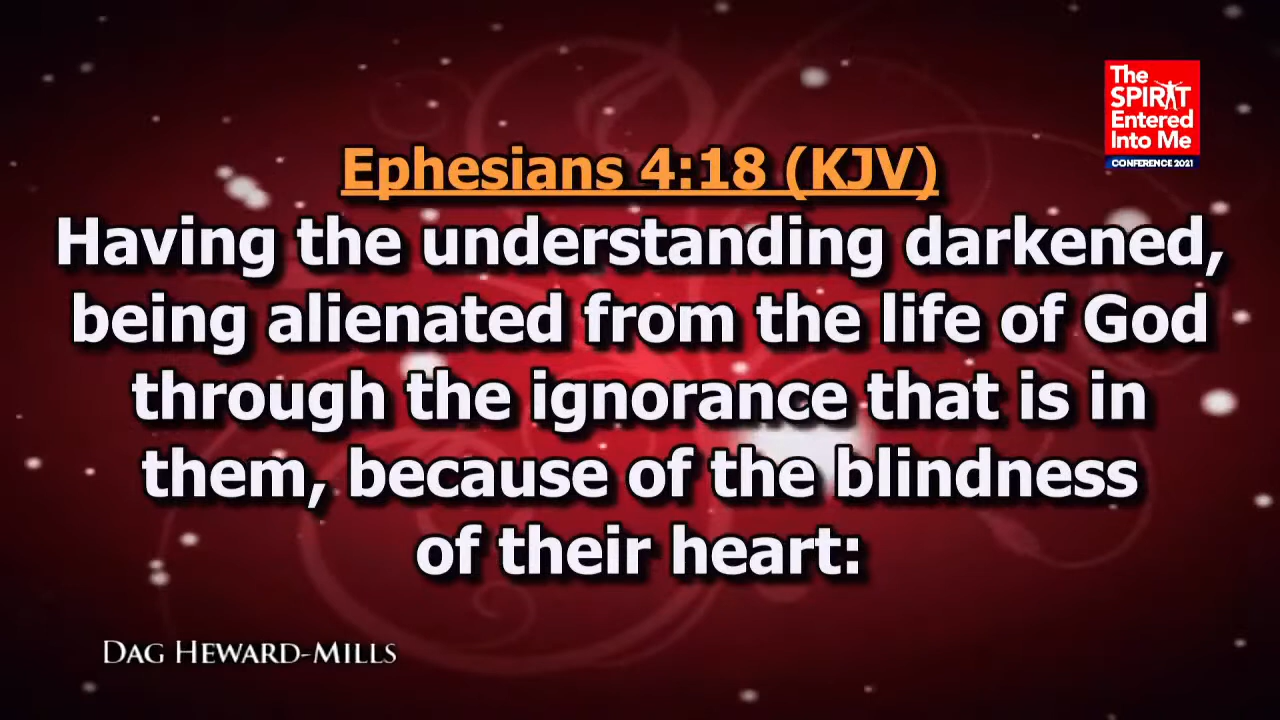 The
SPIRIT
Entered
Into Me
CONFERENCE 2021
Ephesians 4:18 (KJV)
Having the understanding darkened,
being alienated from the life of God
through the ignorance that is in
them, because of the blindness
of their heart:
DAG HEWARD-MILLS